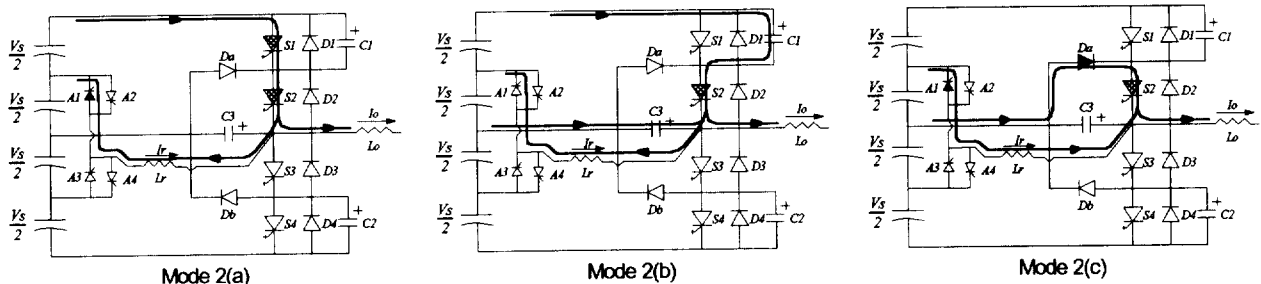 Vs
2
Vs
2
Vs
2
Vs
2
A1
A2
A3
A4
Da
Db
C3
+
Ir
Lr
S1
D1
+
C1
S2
D2
Io
Lo
S3
D3
S4
D4
+
C2
Mode 2(a)
Vs
2
Vs
2
Vs
2
Vs
2
A1
A2
A3
A4
Da
Db
C3
+
Ir
Lr
S1
D1
+
C1
S2
D2
Io
Lo
S3
D3
S4
D4
+
C2
Mode 2(b)
Vs
2
Vs
2
Vs
2
Vs
2
A1
A2
A3
A4
Da
Db
C3
+
Ir
Lr
S1
D1
+
C1
S2
D2
Io
Lo
S3
D3
S4
D4
+
C2
Mode 2(c)